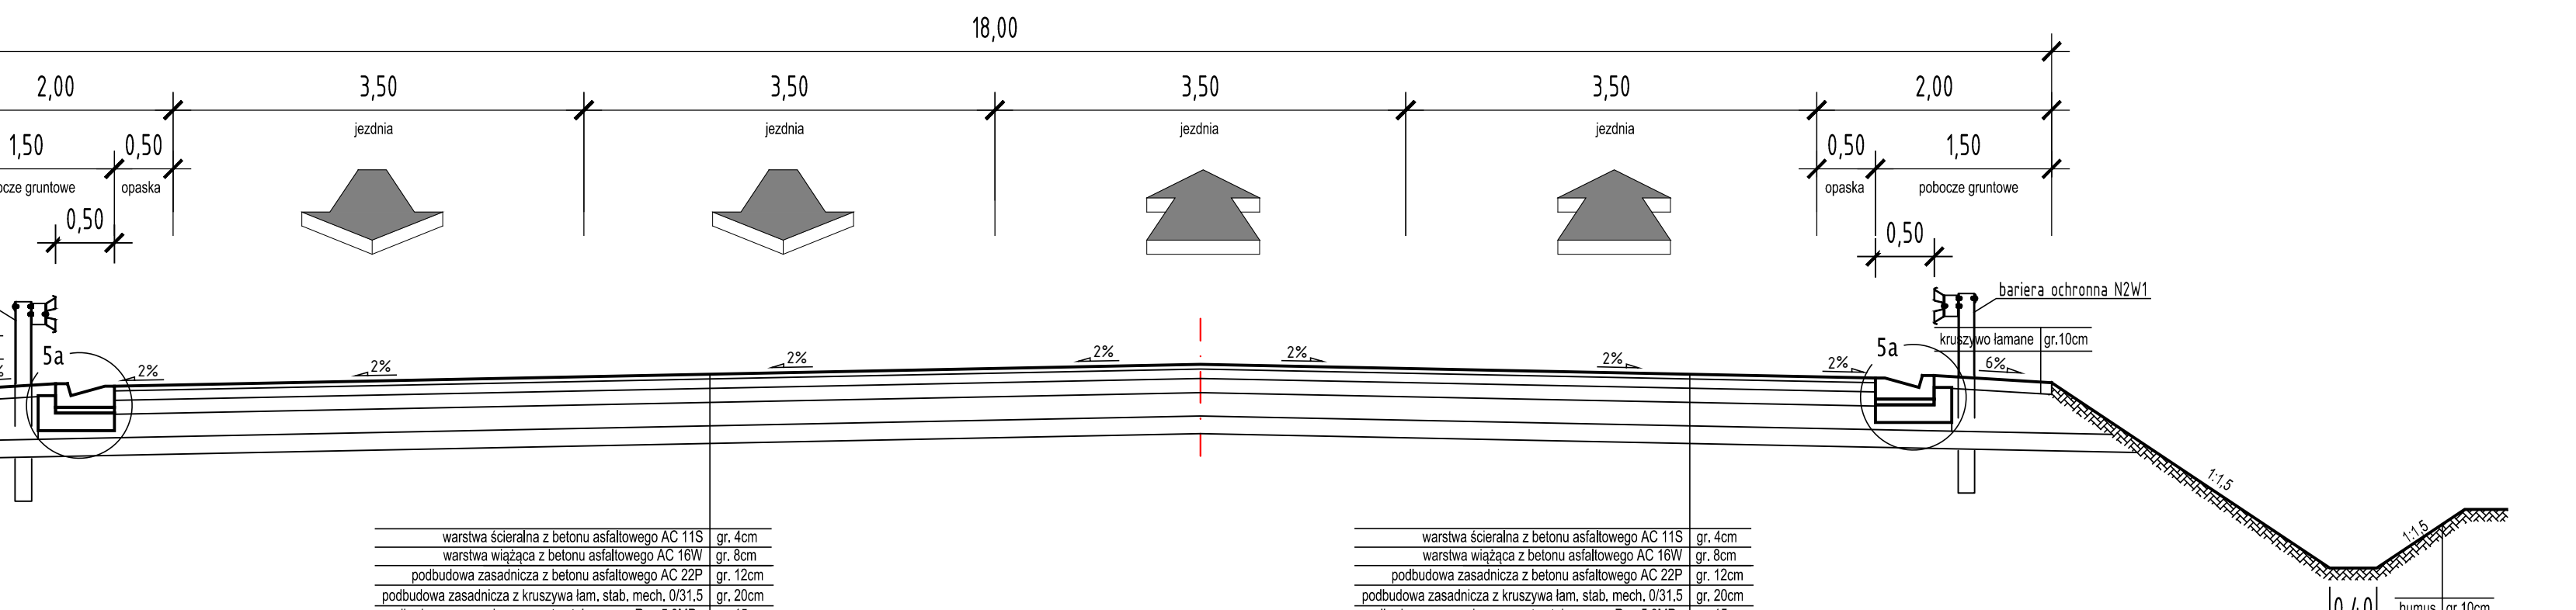 18,00
2,00 3,50 3,50 3,50 3,50 2,00
jezdnia jezdnia jezdnia jezdnia
1,50 0,50 0,50 1,50
gruntowe opaska opaska pobocze gruntowe
0,50 0,50
bariera ochronna N2W1
kruszywo łamane gr.10cm
5a 5a
2% 2% 2% 2% 2% 2% 2% 6%
1:1,5
1:1,5
warstwa ścieralna z betonu asfaltowego AC 11S gr. 4cm
warstwa wiążąca z betonu asfaltowego AC 16W gr. 8cm
podbudowa zasadnicza z betonu asfaltowego AC 22P gr. 12cm
podbudowa zasadnicza z kruszywa łam. stab. mech. 0/31,5 gr. 20cm
warstwa ścieralna z betonu asfaltowego AC 11S gr. 4cm
warstwa wiążąca z betonu asfaltowego AC 16W gr. 8cm
podbudowa zasadnicza z betonu asfaltowego AC 22P gr. 12cm
podbudowa zasadnicza z kruszywa łam. stab. mech. 0/31,5 gr. 20cm
0,40
humus gr.10cm